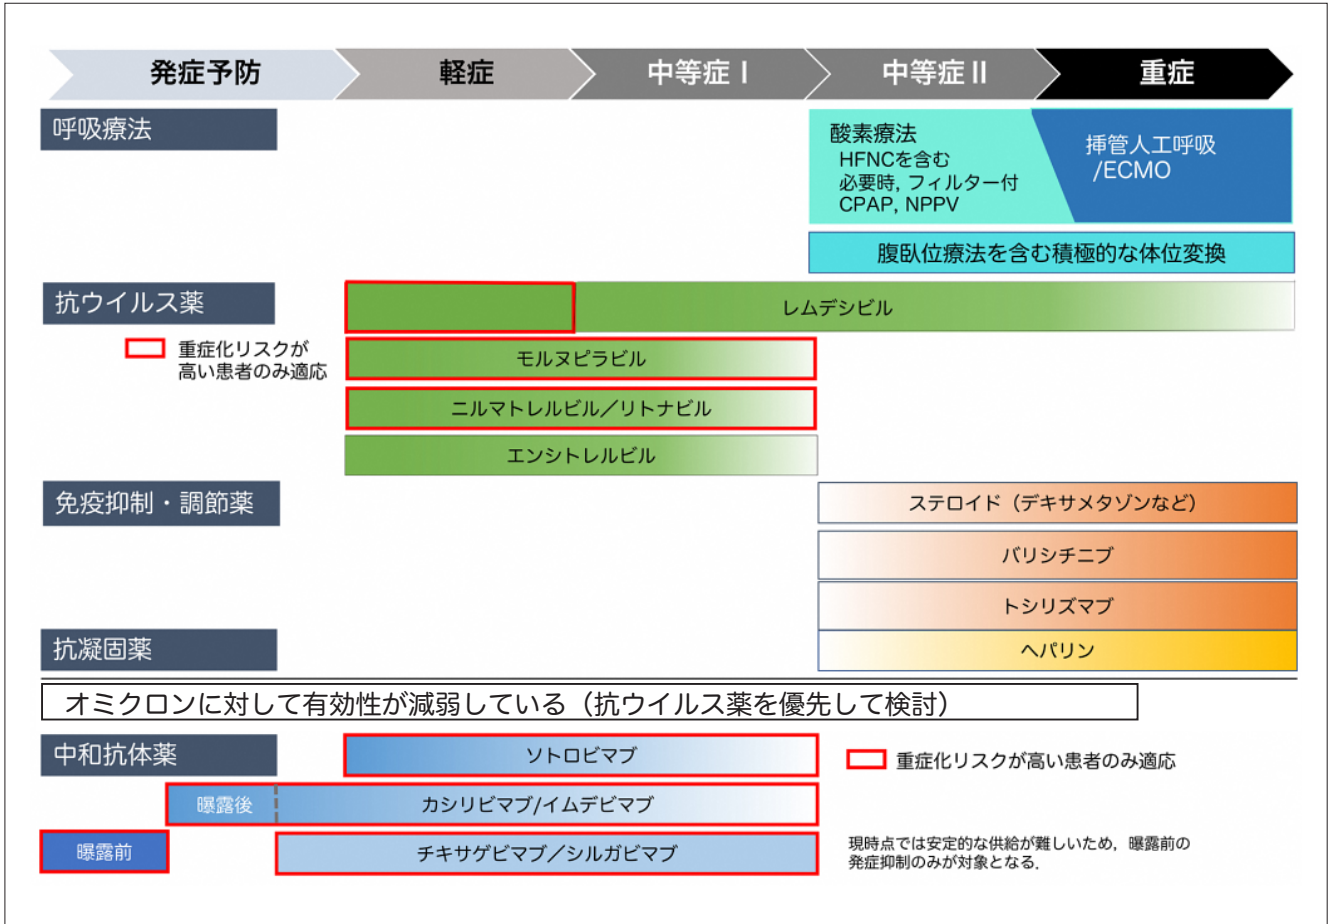 発症予防
軽症
中等症Ⅰ
中等症Ⅱ
重症
呼吸療法
酸素療法
HFNCを含む
必要時, フィルター付
CPAP, NPPV
挿管人工呼吸
/ECMO
腹臥位療法を含む積極的な体位変換
抗ウイルス薬
レムデシビル
重症化リスクが
高い患者のみ適応
モルヌピラビル
ニルマトレルビル／リトナビル
エンシトレルビル
免疫抑制・調節薬
ステロイド（デキサメタゾンなど）
バリシチニブ
トシリズマブ
抗凝固薬
ヘパリン
オミクロンに対して有効性が減弱している（抗ウイルス薬を優先して検討）
中和抗体薬
ソトロビマブ
重症化リスクが高い患者のみ適応
曝露後
カシリビマブ/イムデビマブ
曝露前
チキサゲビマブ／シルガビマブ
現時点では安定的な供給が難しいため，曝露前の
発症抑制のみが対象となる．